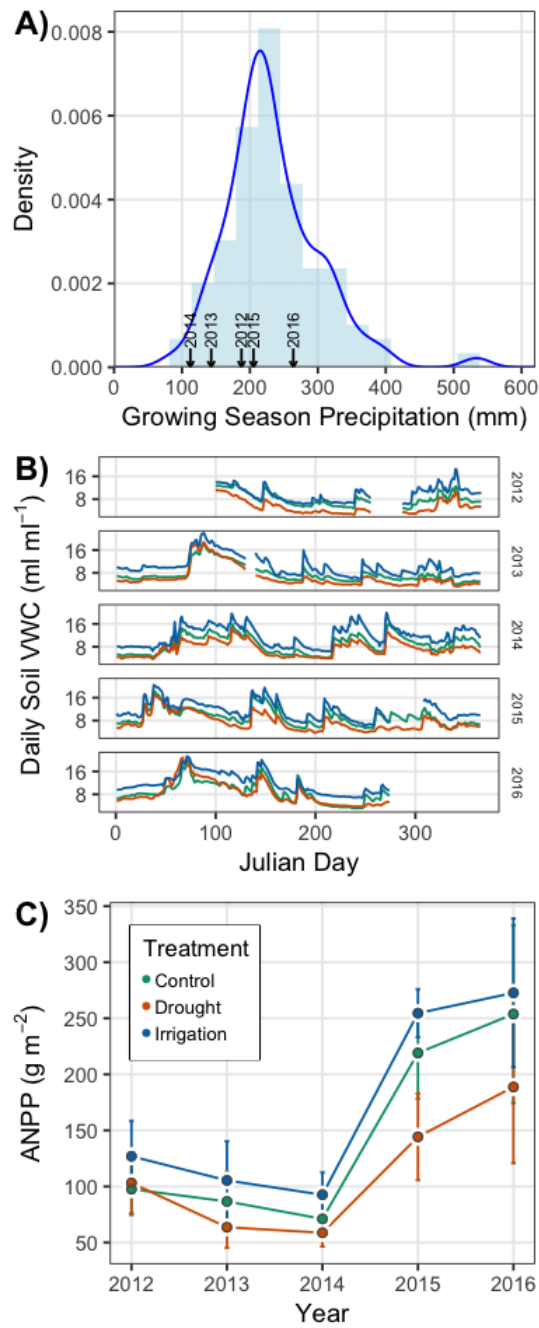 A)
0.008
0.006
0.004
0.002
0.000
Density
2014
2013
2012
2015
2016
0 100 200 300 400 500 600
Growing Season Precipitation (mm)
B)
Daily Soil VWC (ml ml⁻¹)
16
8
2012
16
8
2013
16
8
2014
16
8
2015
16
8
2016
0 100 200 300
Julian Day
C)
350
300
250
200
150
100
50
ANPP (g m⁻²)
Treatment
Control
Drought
Irrigation
2012 2013 2014 2015 2016
Year